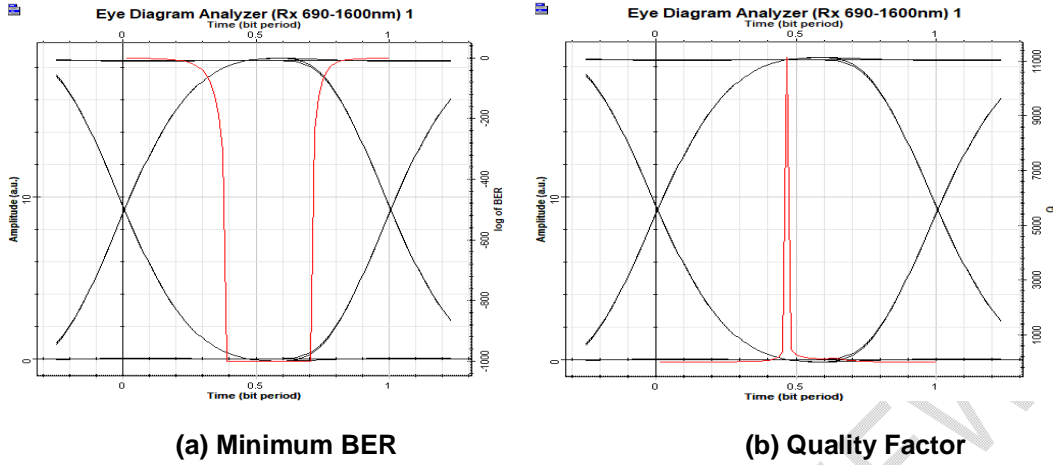 Eye Diagram Analyzer (Rx 690-1600nm) 1
Time (bit period)
0 0.5 1
Amplitude (a.u.)
10
0
log of BER
0
-200
-400
-600
-800
-1000
0 0.5 1
Time (bit period)
(a) Minimum BER
Eye Diagram Analyzer (Rx 690-1600nm) 1
Time (bit period)
0 0.5 1
Amplitude (a.u.)
10
0
Q
11000
9000
7000
5000
3000
1000
0 0.5 1
Time (bit period)
(b) Quality Factor